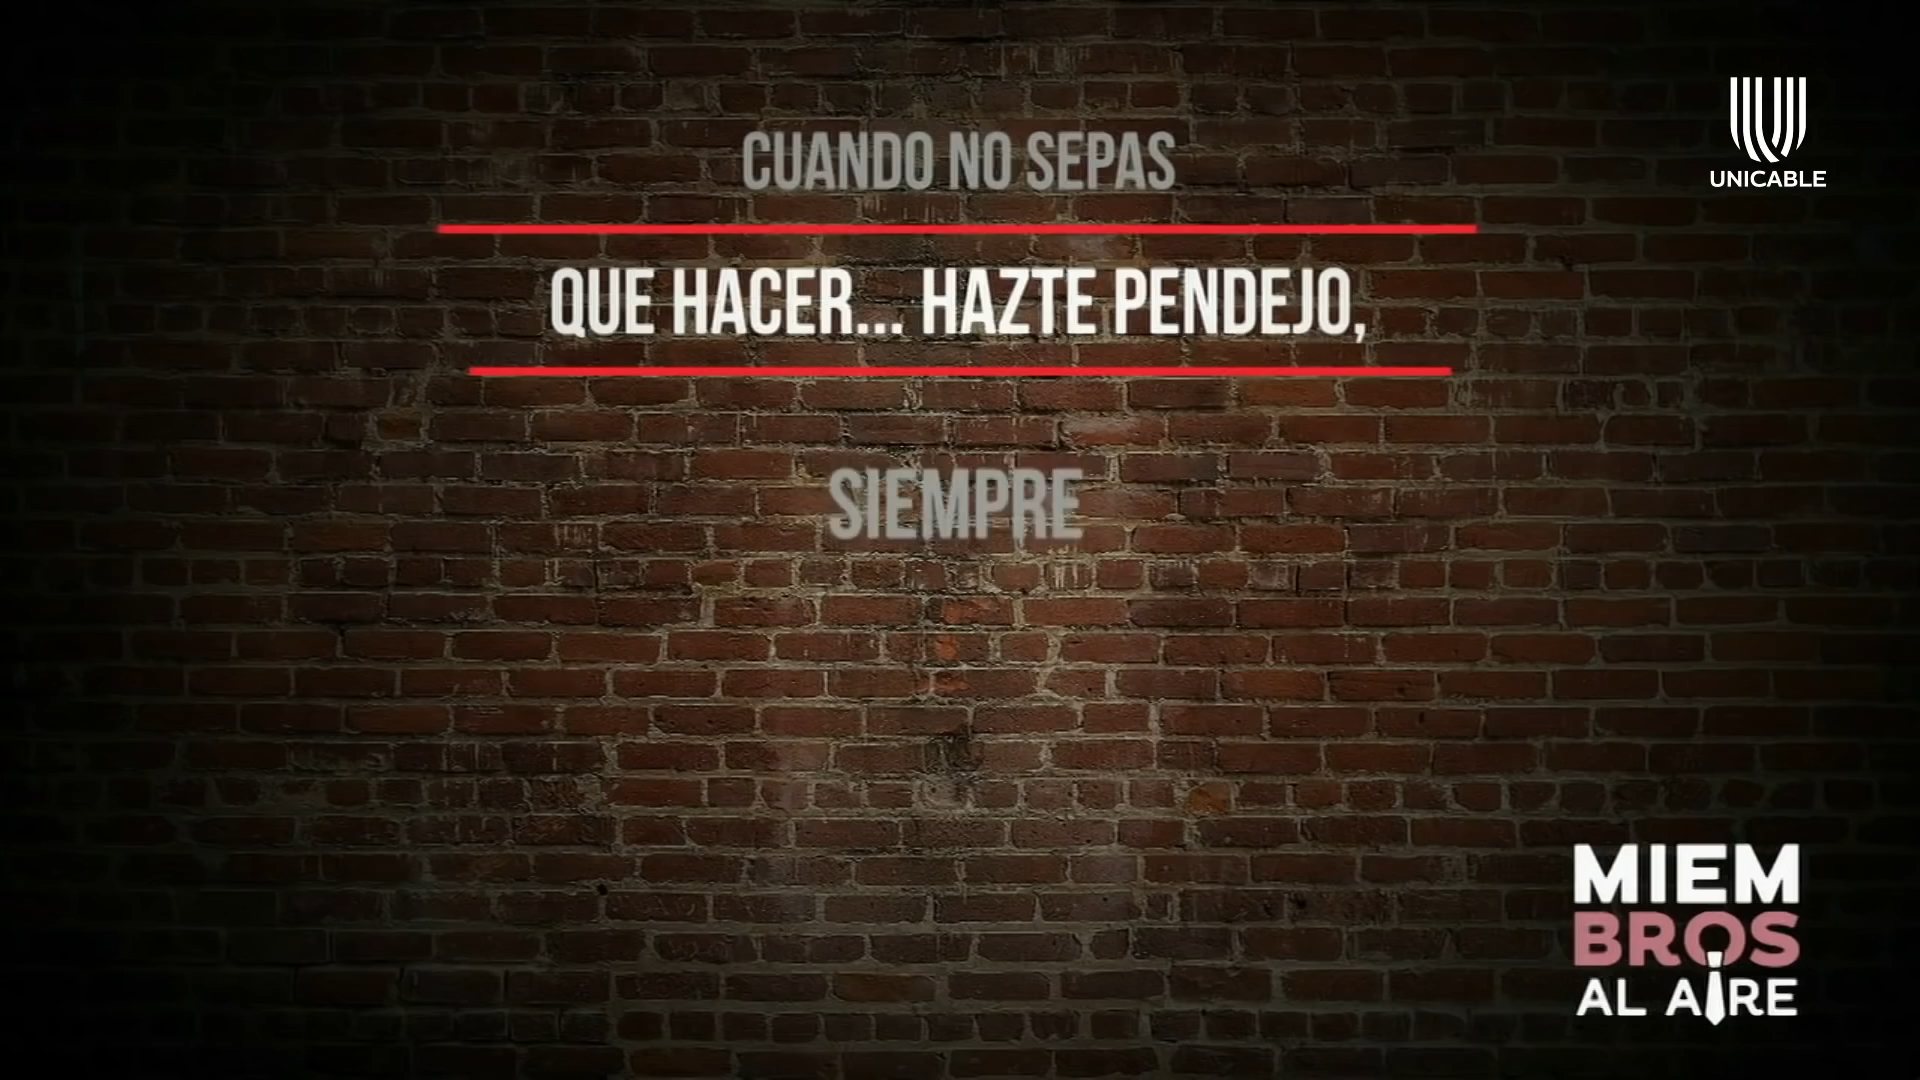 CUANDO NO SEPAS
UNICABLE
QUE HACER... HAZTE PENDEJO,
SIEMPRE
MIEM
BROS
AL AIRE